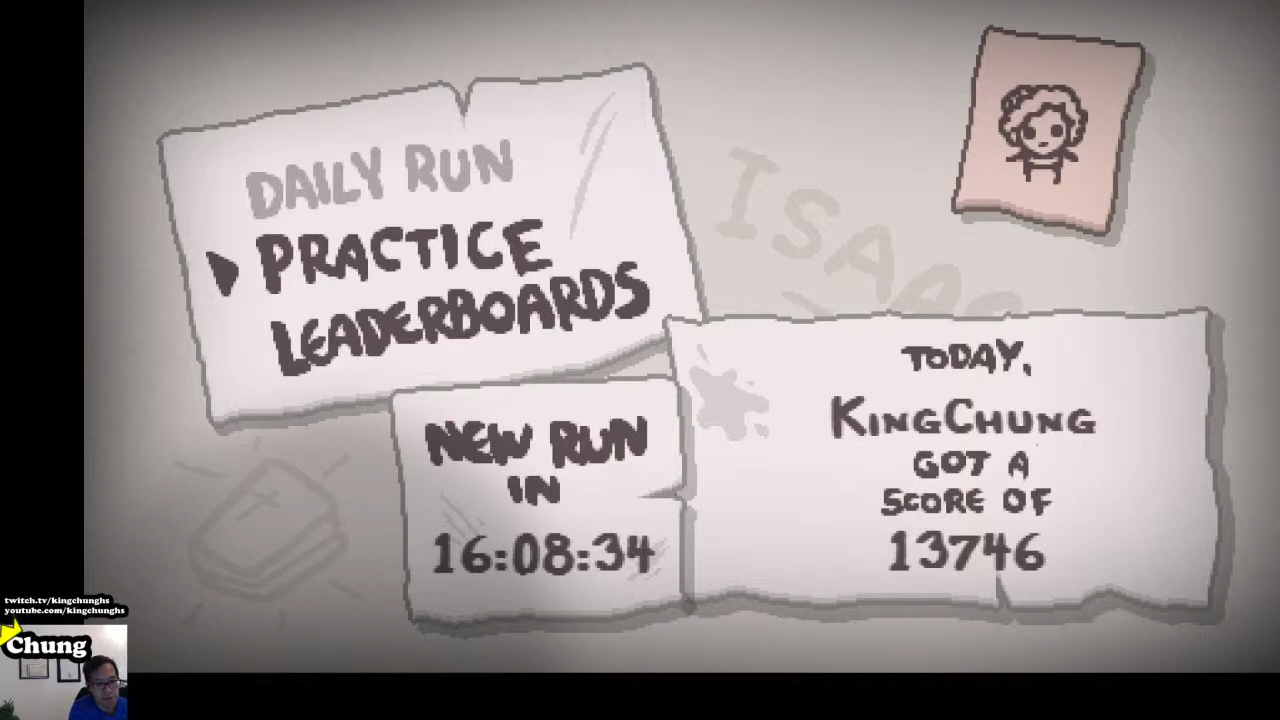 DAILY RUN
PRACTICE
LEADERBOARDS
ISAAC
NEW RUN
IN
16:08:34
TODAY,
KINGCHUNG
GOT A
SCORE OF
13746
twitch.tv/kingchunghs
youtube.com/kingchunghs
Chung